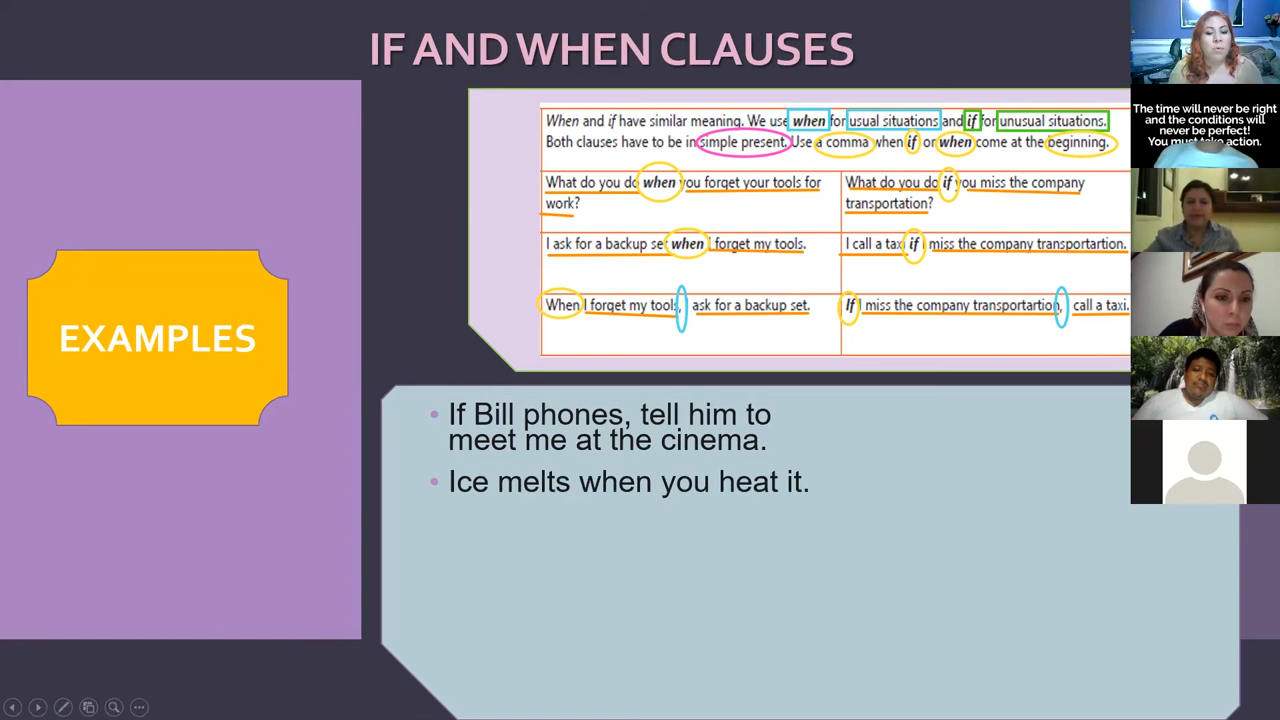 IF AND WHEN CLAUSES
When and if have similar meaning. We use when for usual situations and if for unusual situations.
Both clauses have to be in simple present. Use a comma when if or when come at the beginning.
What do you do when you forget your tools for
work?
What do you do if you miss the company
transportation?
I ask for a backup set when I forget my tools.
I call a taxi if I miss the company transportartion.
When I forget my tools, I ask for a backup set.
If I miss the company transportartion, I call a taxi.
EXAMPLES
• If Bill phones, tell him to
meet me at the cinema.
• Ice melts when you heat it.
The time will never be right
and the conditions will
never be perfect!
You must take action.